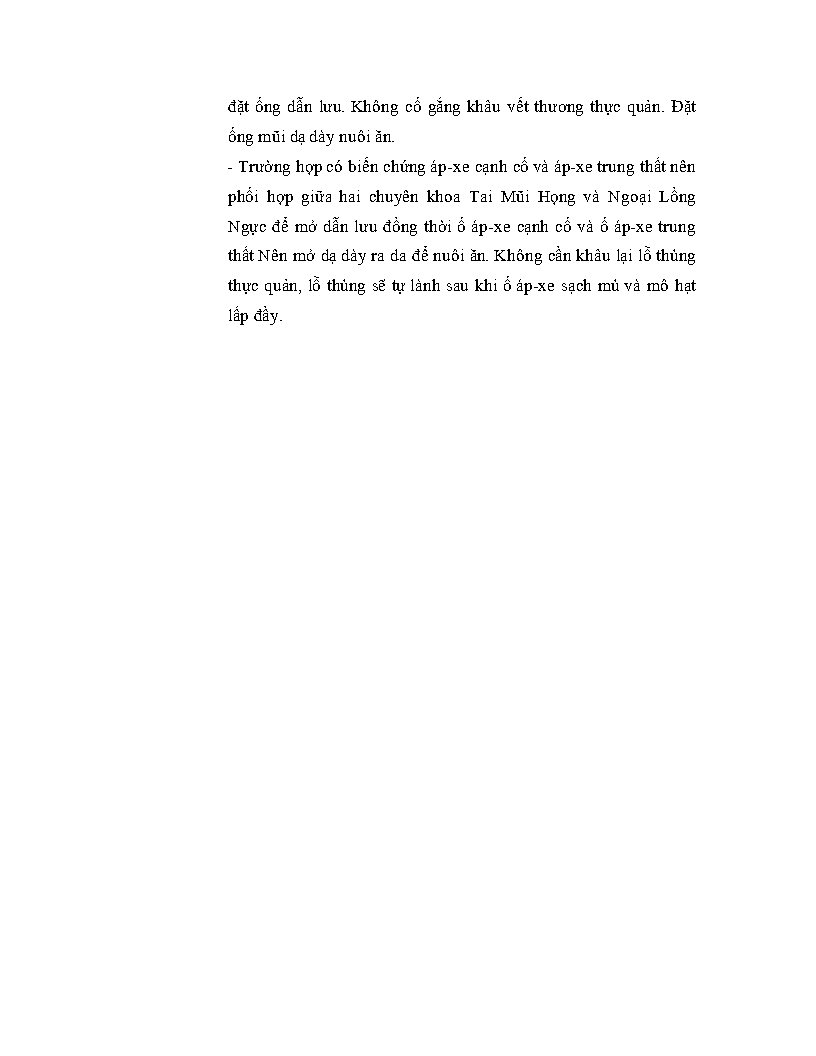 đặt ống dẫn lưu. Không cố gắng khâu vết thương thực quản. Đặt
ống mũi dạ dày nuôi ăn.
- Trường hợp có biến chứng áp-xe cạnh cổ và áp-xe trung thất nên
phối hợp giữa hai chuyên khoa Tai Mũi Họng và Ngoại Lồng
Ngực để mở dẫn lưu đồng thời ổ áp-xe cạnh cổ và ổ áp-xe trung
thất Nên mở dạ dày ra da để nuôi ăn. Không cần khâu lại lỗ thủng
thực quản, lỗ thủng sẽ tự lành sau khi ổ áp-xe sạch mủ và mô hạt
lấp đầy.